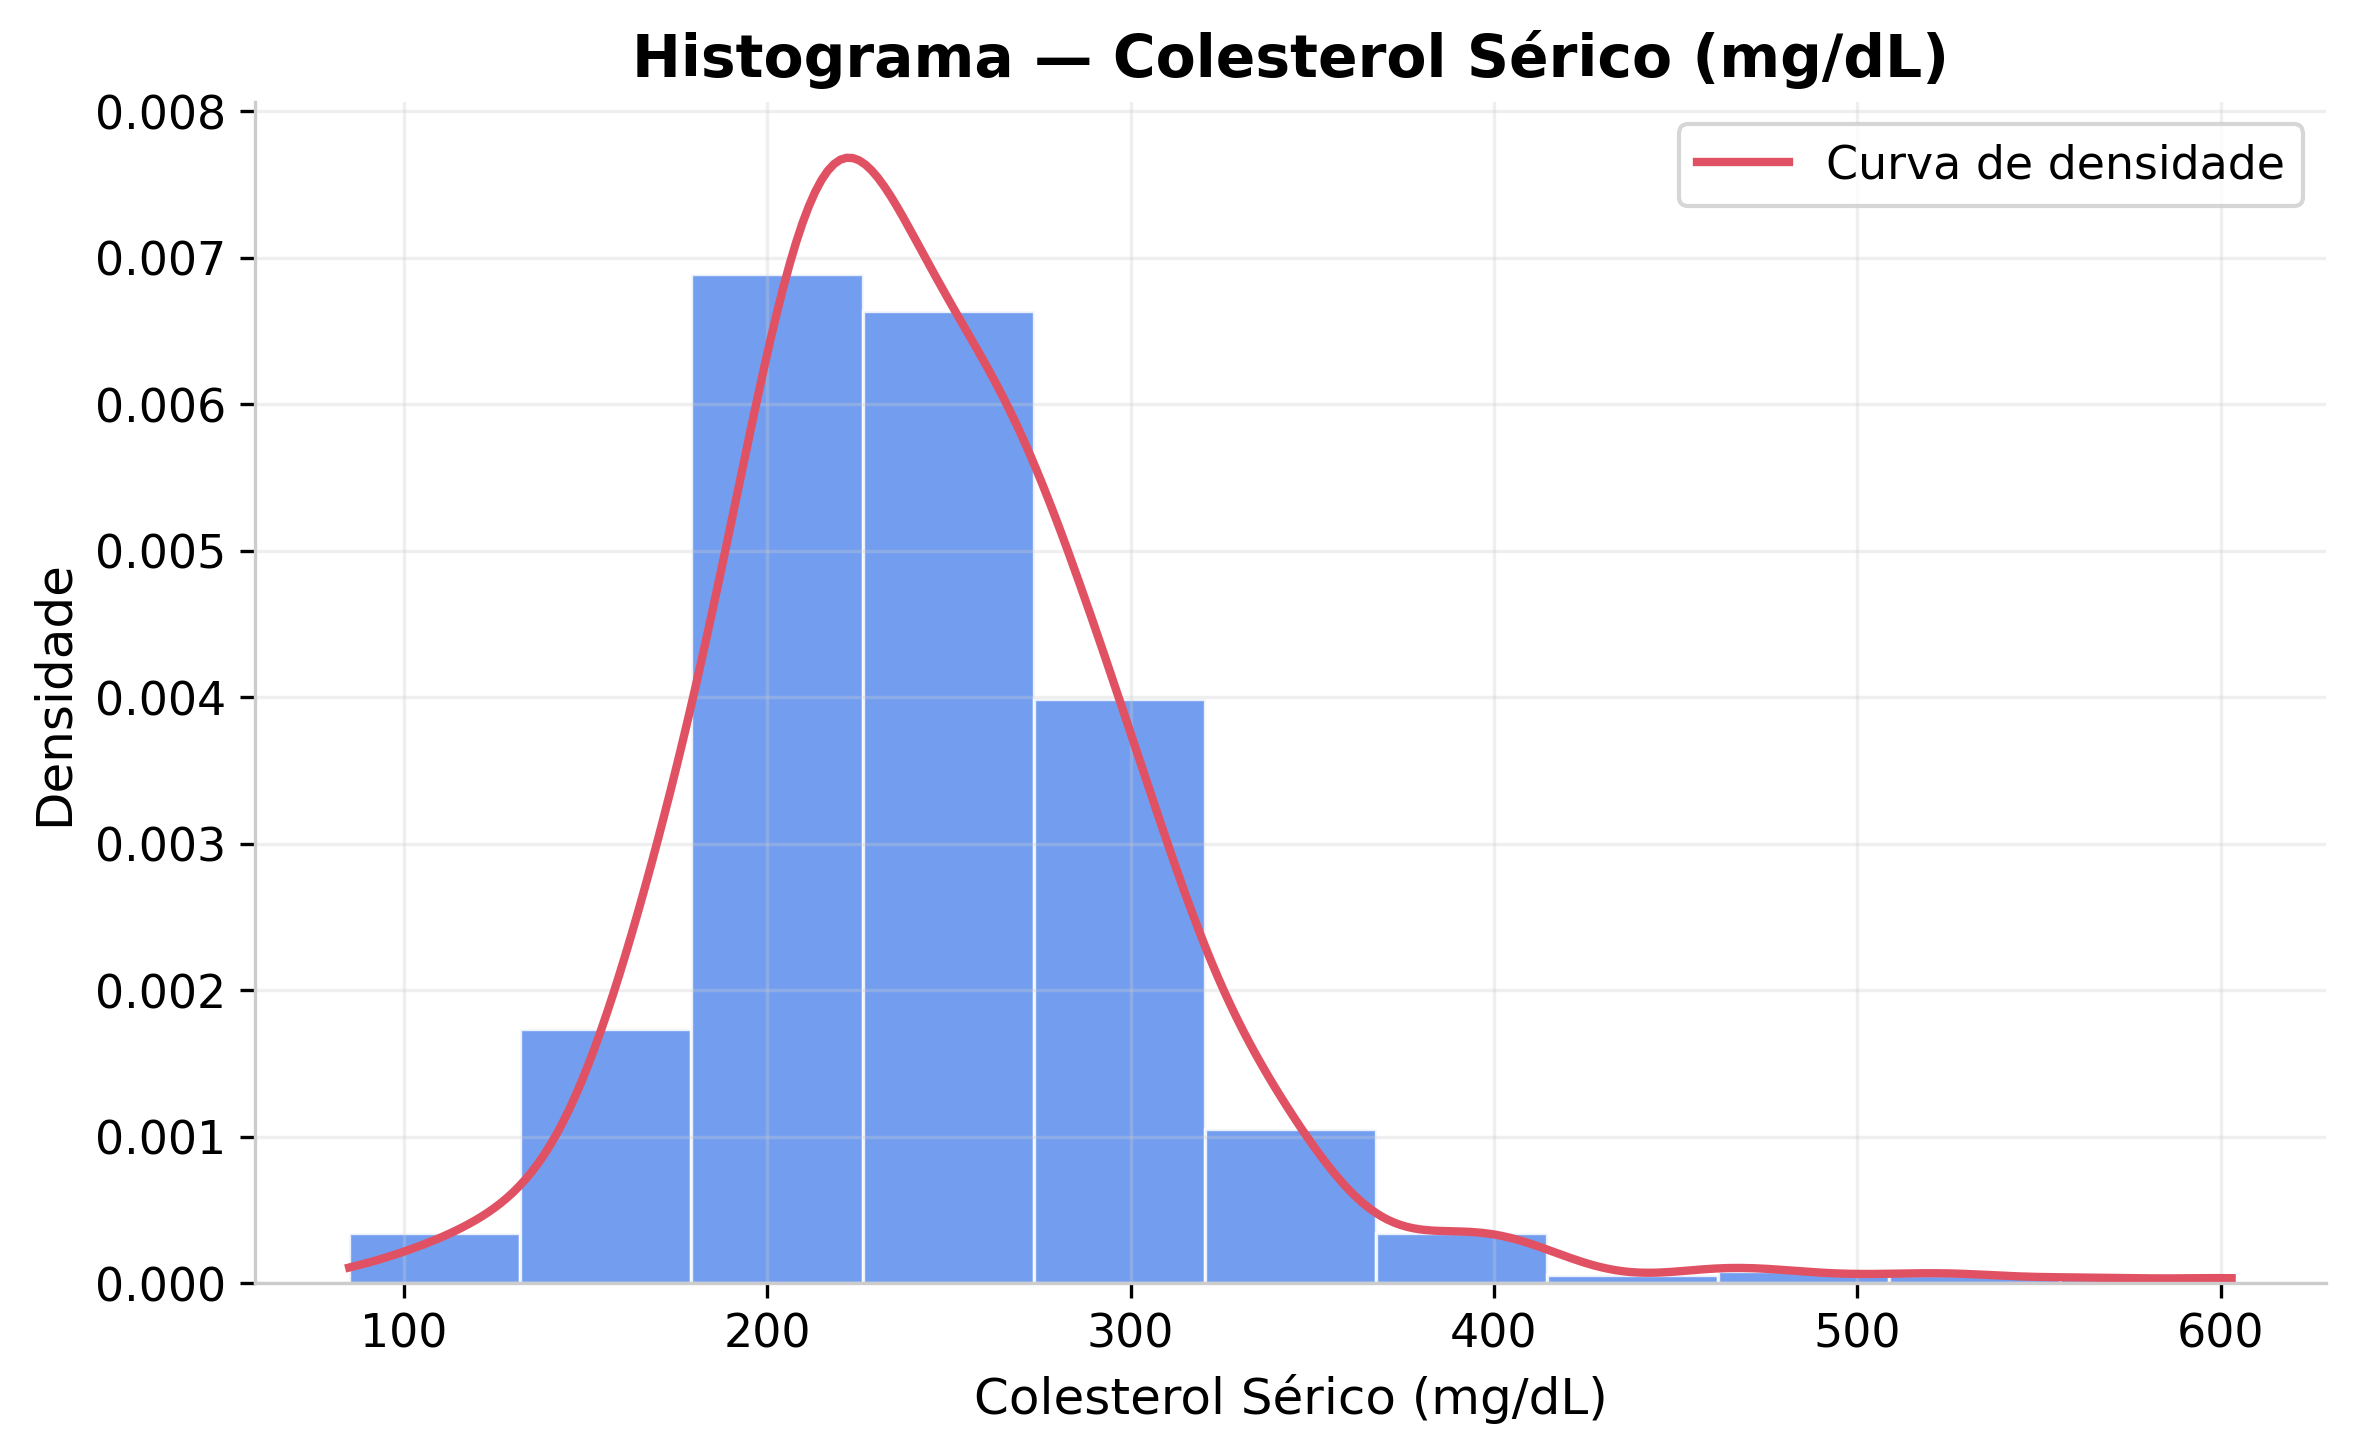 Histograma — Colesterol Sérico (mg/dL)
Curva de densidade
0.008
0.007
0.006
0.005
0.004
0.003
0.002
0.001
0.000
Densidade
100 200 300 400 500 600
Colesterol Sérico (mg/dL)